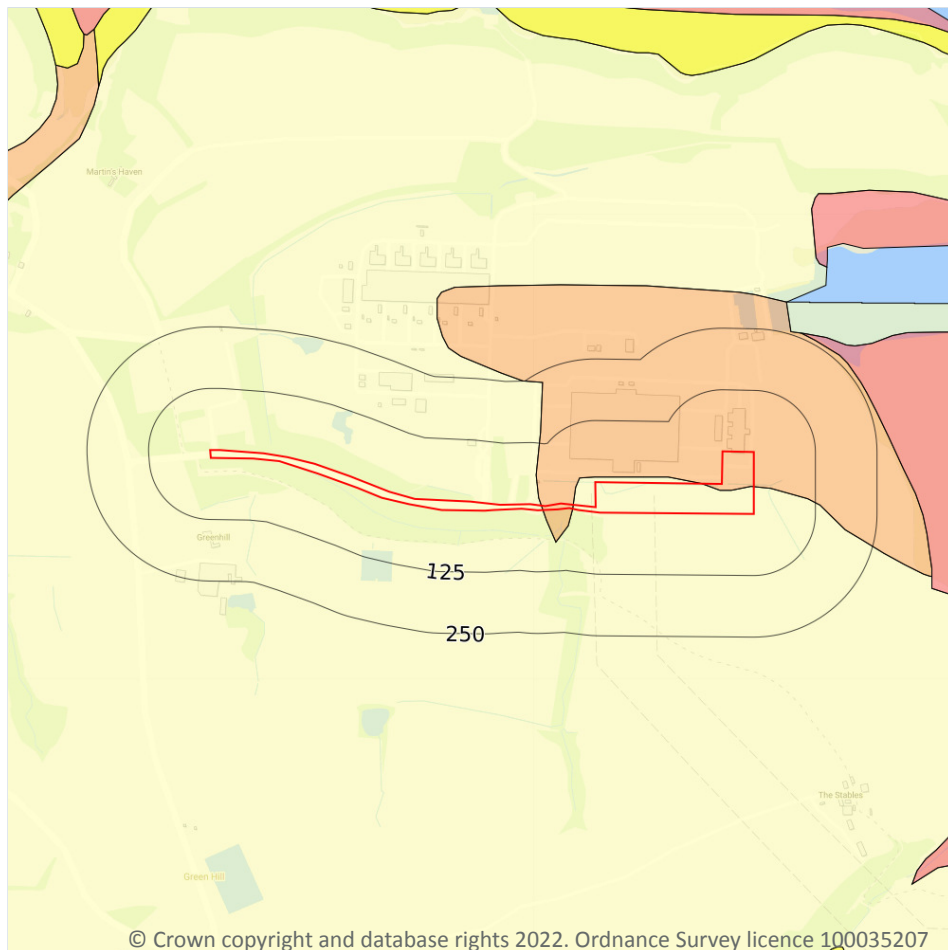 Martin's Haven
Greenhill
125
250
The Stables
Green Hill
© Crown copyright and database rights 2022. Ordnance Survey licence 100035207